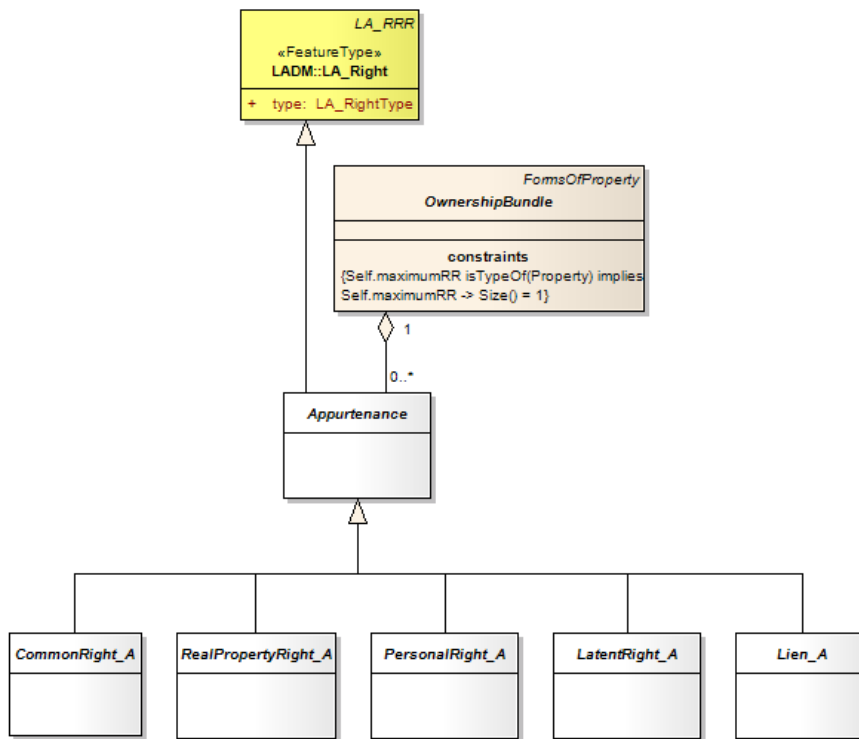 LA_RRR
«FeatureType»
LADM::LA_Right
+ type: LA_RightType
FormsOfProperty
OwnershipBundle
constraints
{Self.maximumRR isTypeOf(Property) implies
Self.maximumRR -> Size() = 1}
1
0..*
Appurtenance
CommonRight_A
RealPropertyRight_A
PersonalRight_A
LatentRight_A
Lien_A